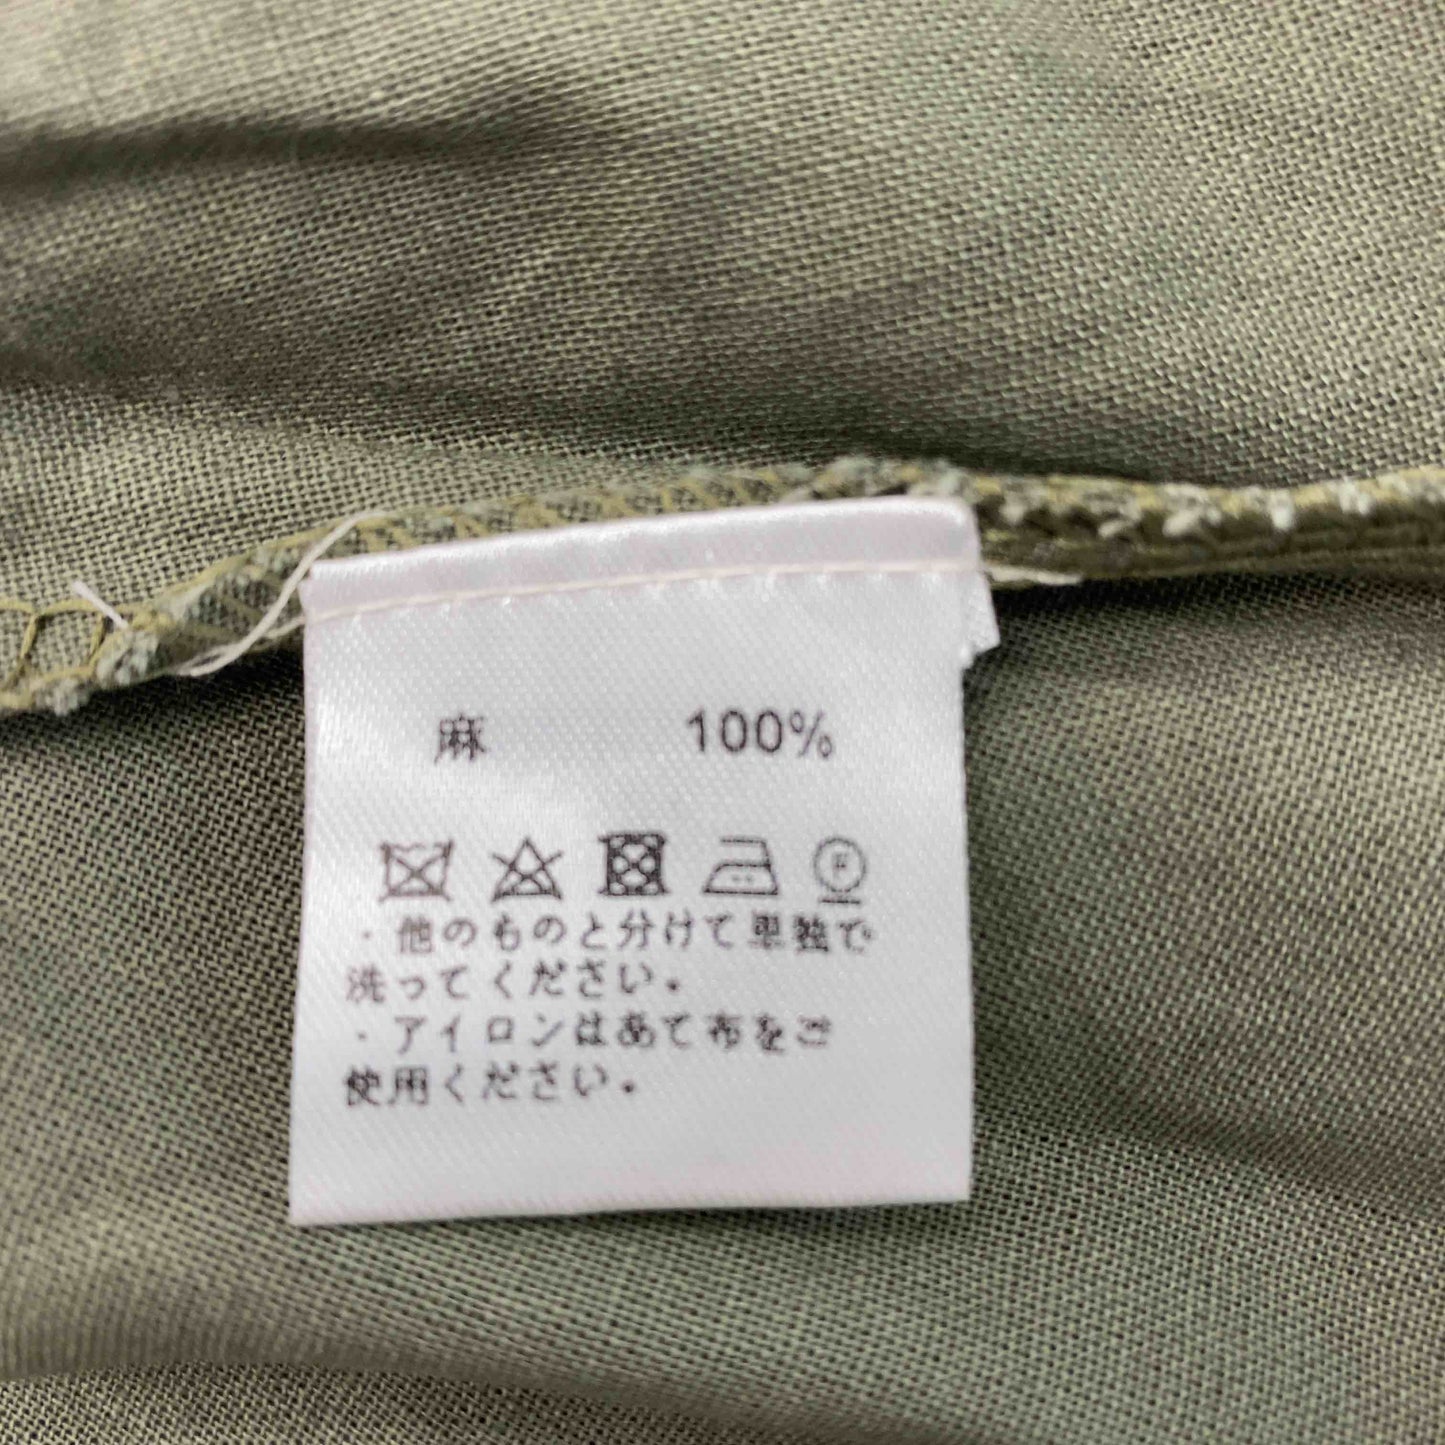 麻 100%
F
・他のものと分けて単独で
洗ってください。
・アイロンはあて布をご
使用ください。